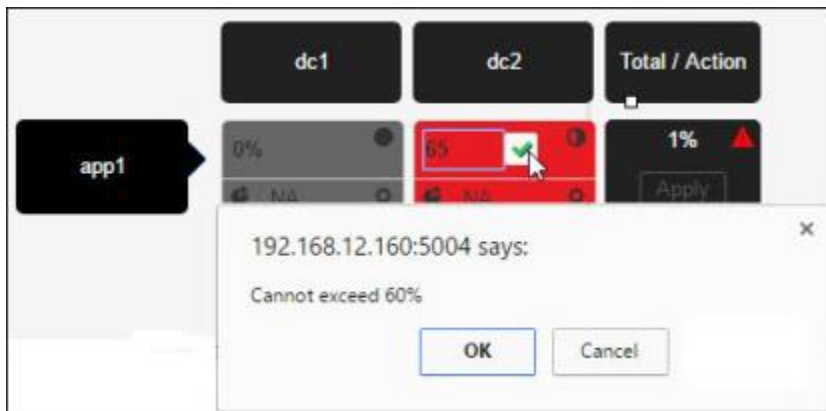 dc1 dc2 Total / Action
app1 0% 65 1%
NA NA Apply
192.168.12.160:5004 says:
Cannot exceed 60%
OK Cancel